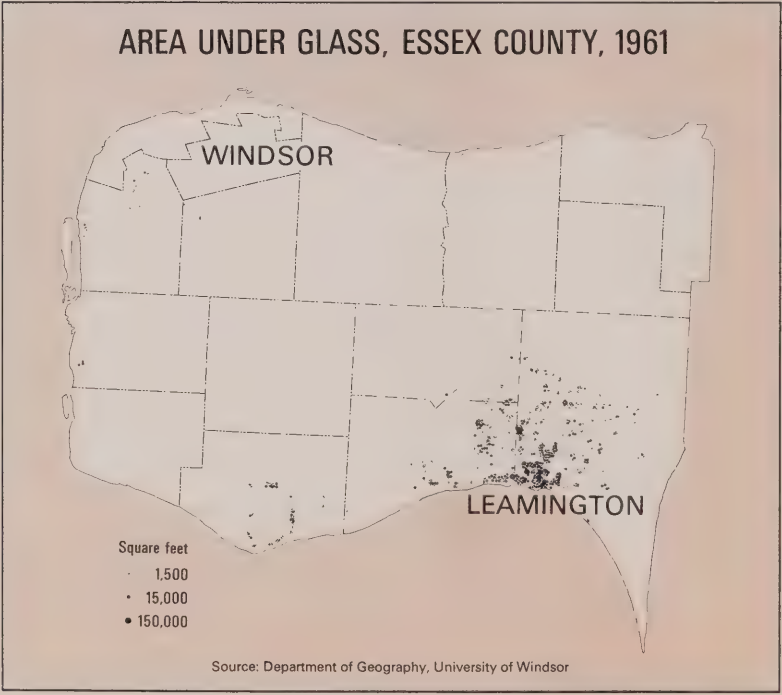 AREA UNDER GLASS, ESSEX COUNTY, 1961
WINDSOR
LEAMINGTON
Square feet
1,500
15,000
150,000
Source: Department of Geography, University of Windsor